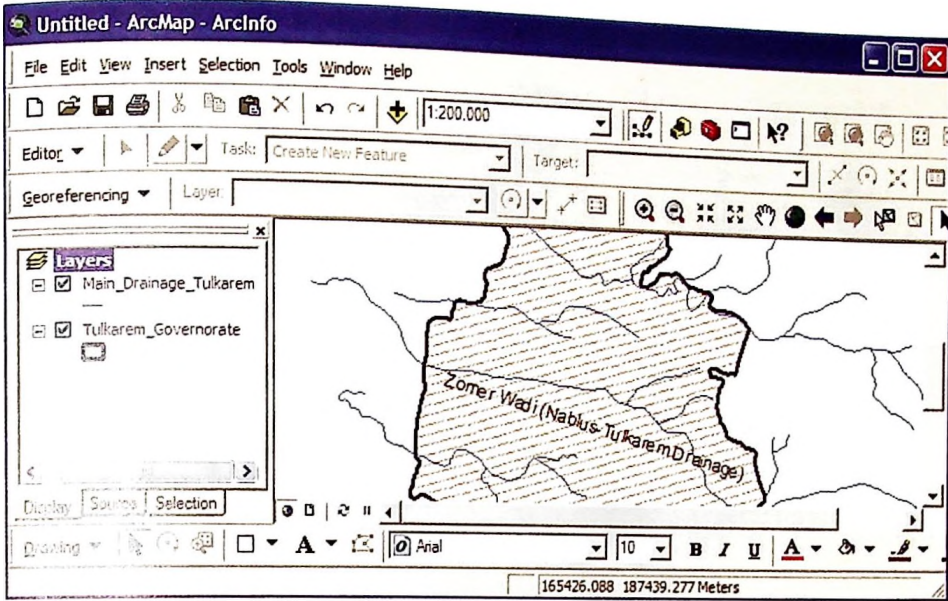 Untitled - ArcMap - ArcInfo
File Edit View Insert Selection Tools Window Help
1:200.000
Editor Task: Create New Feature Target:
Georeferencing Layer:
Layers
Main_Drainage_Tulkarem
Tulkarem_Governorate
Zomer Wadi (Nablus-Tulkarem Drainage)
Display Source Selection
Drawing A Arial 10 B I U A
165426.088 187439.277 Meters